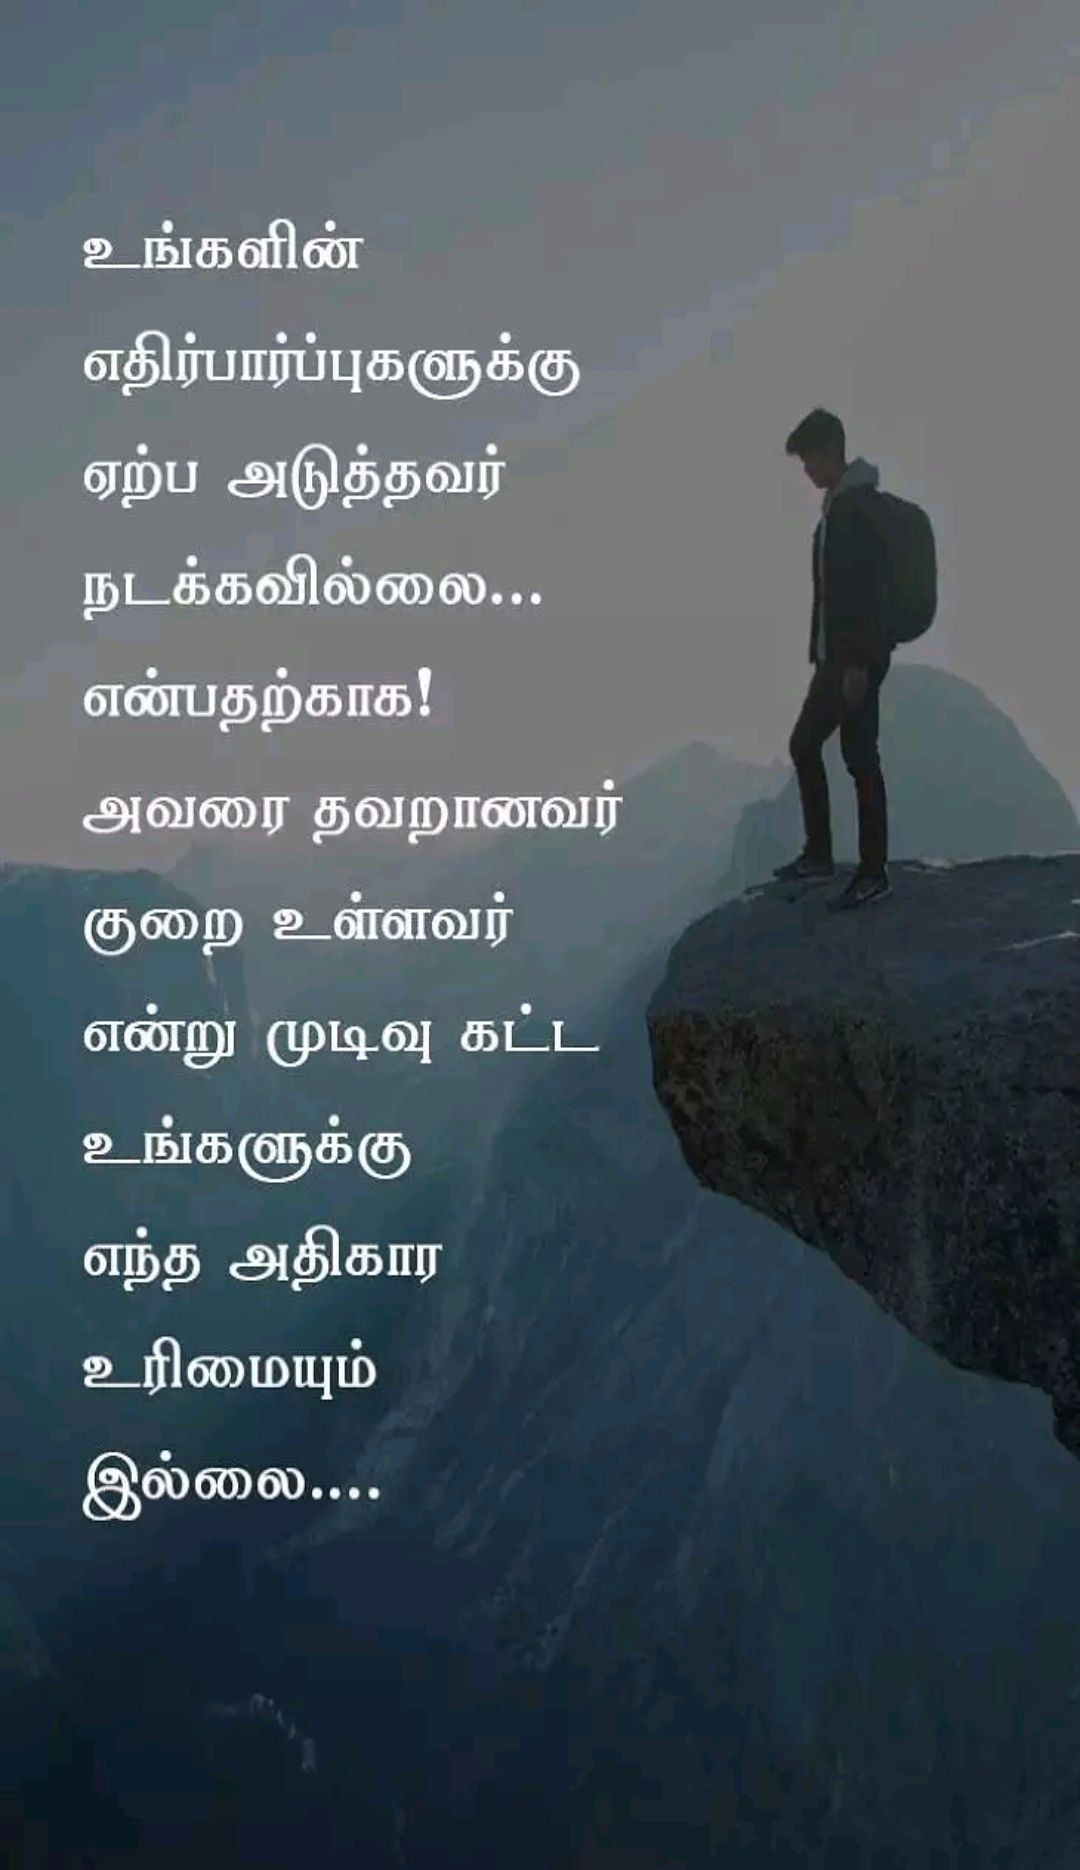 உங்களின்
எதிர்பார்ப்புகளுக்கு
ஏற்ப அடுத்தவர்
நடக்கவில்லை...
என்பதற்காக!
அவரை தவறானவர்
குறை உள்ளவர்
என்று முடிவு கட்ட
உங்களுக்கு
எந்த அதிகார
உரிமையும்
இல்லை....